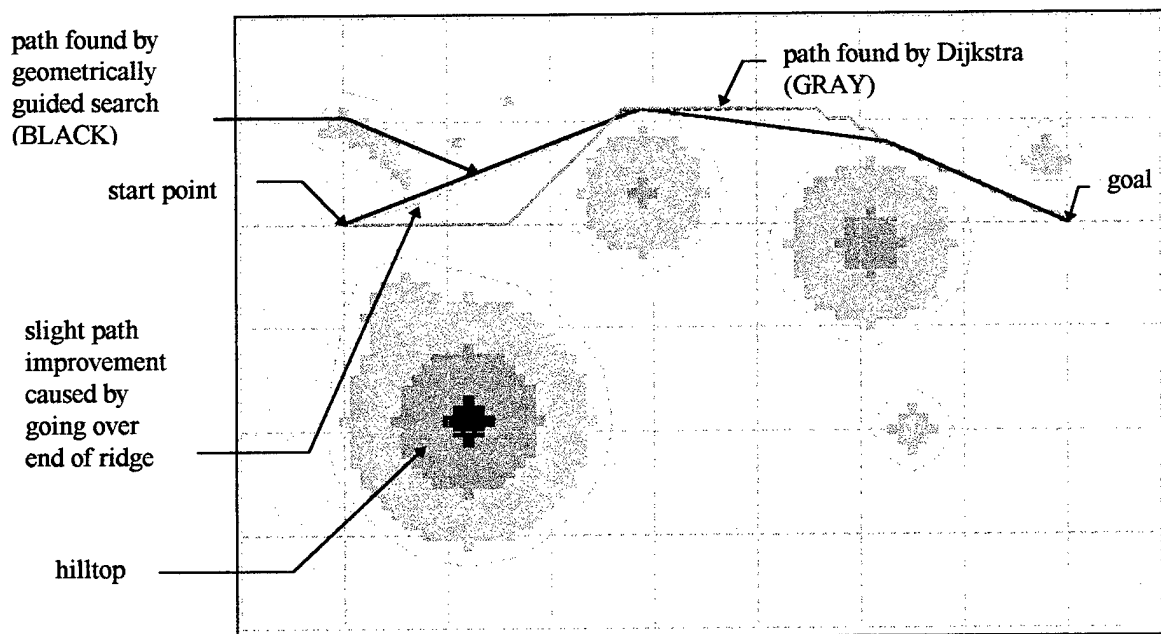 path found by
geometrically
guided search
(BLACK)
path found by Dijkstra
(GRAY)
start point
goal
slight path
improvement
caused by
going over
end of ridge
hilltop